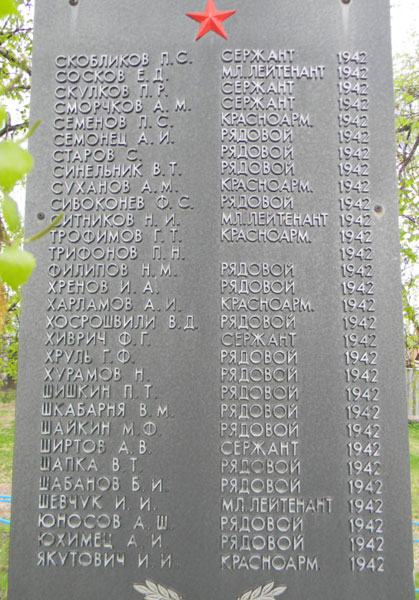 СКОБЛИКОВ П.С. СЕРЖАНТ 1942
СОСКОВ Е.Д. МЛ.ЛЕЙТЕНАНТ 1942
СКУЛКОВ П.Р. СЕРЖАНТ 1942
СМОРЧКОВ А.М. СЕРЖАНТ 1942
СЕМЕНОВ Л.С. КРАСНОАРМ. 1942
СЕМОНЕЦ А.И. РЯДОВОЙ 1942
СТАРОВ С. РЯДОВОЙ 1942
СИНЕЛЬНИК В.Т. РЯДОВОЙ 1942
СУХАНОВ А.М. КРАСНОАРМ. 1942
СИВОКОНЕВ Ф.С. РЯДОВОЙ 1942
СИТНИКОВ Н.И. МЛ.ЛЕЙТЕНАНТ 1942
ТРОФИМОВ Г.Т. КРАСНОАРМ. 1942
ТРИФОНОВ П.Н. 1942
ФИЛИПОВ Н.М. РЯДОВОЙ 1942
ХРЕНОВ И.А. РЯДОВОЙ 1942
ХАРЛАМОВ А.И. КРАСНОАРМ. 1942
ХОСРОШВИЛИ В.Д. РЯДОВОЙ 1942
ХИВРИЧ Ф.Г. СЕРЖАНТ 1942
ХРУЛЬ Г.Ф. РЯДОВОЙ 1942
ХУРАМОВ Н. РЯДОВОЙ 1942
ШИШКИН П.Т. РЯДОВОЙ 1942
ШКАБАРНЯ В.М. РЯДОВОЙ 1942
ШАЙКИН М.Ф. РЯДОВОЙ 1942
ШИРТОВ А.В. СЕРЖАНТ 1942
ШАПКА В.Т. РЯДОВОЙ 1942
ШАБАНОВ Б.И. РЯДОВОЙ 1942
ШЕВЧУК И.И. МЛ.ЛЕЙТЕНАНТ 1942
ЮНОСОВ А.Ш. РЯДОВОЙ 1942
ЮХИМЕЦ А.И. РЯДОВОЙ 1942
ЯКУТОВИЧ И.И. КРАСНОАРМ. 1942